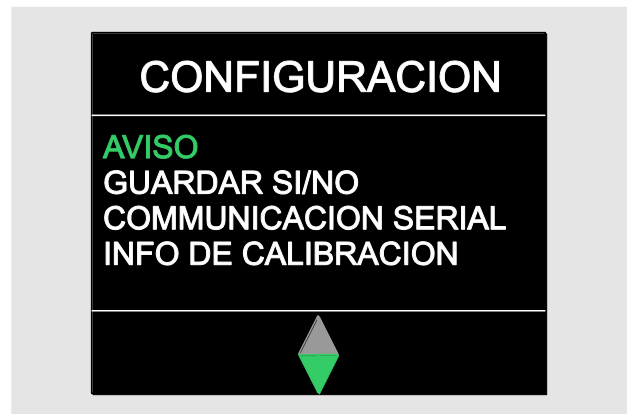 CONFIGURACION
AVISO
GUARDAR SI/NO
COMMUNICACION SERIAL
INFO DE CALIBRACION